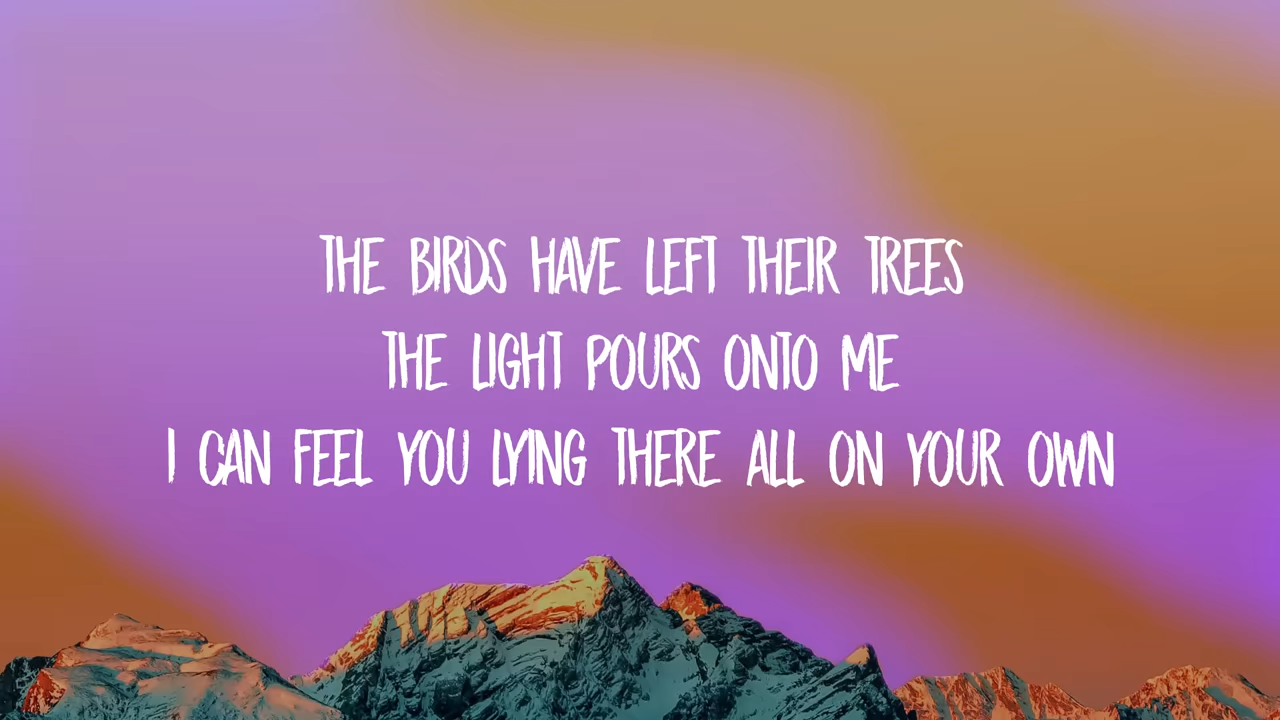 THE BIRDS HAVE LEFT THEIR TREES
THE LIGHT POURS ONTO ME
I CAN FEEL YOU LYING THERE ALL ON YOUR OWN